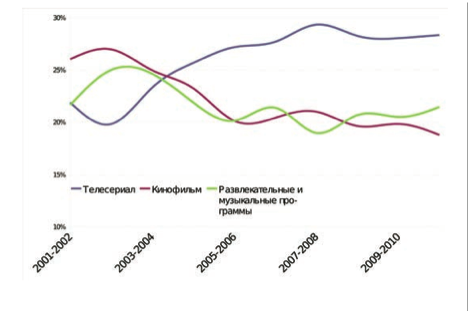 30%
25%
20%
15%
Телесериал
Кинофильм
Развлекательные и
музыкальные про-
граммы
10%
2001-2002
2003-2004
2005-2006
2007-2008
2009-2010